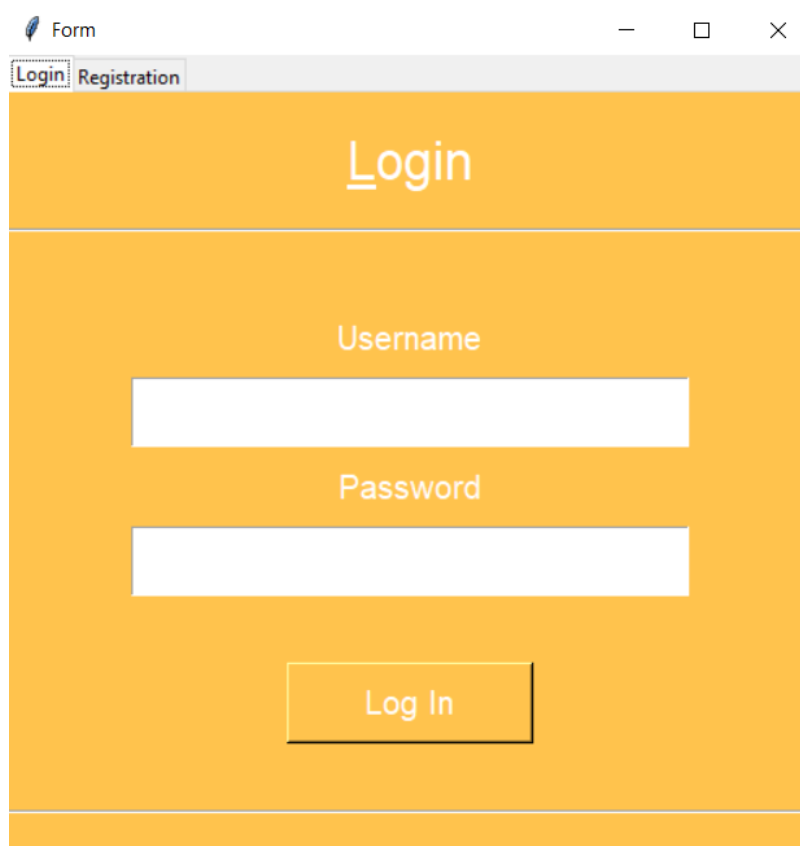 Form
Login Registration
Login
Username
Password
Log In